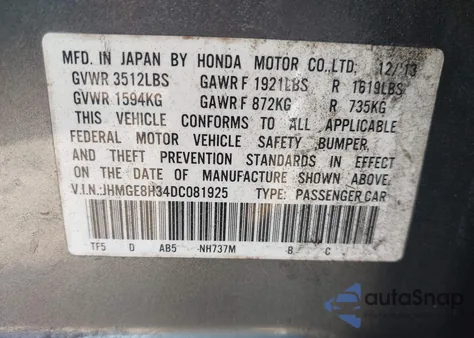 MFD. IN JAPAN BY HONDA MOTOR CO.,LTD. 12/'13
GVWR 3512LBS GAWR F 1921LBS R 1619LBS
GVWR 1594KG GAWR F 872KG R 735KG
THIS VEHICLE CONFORMS TO ALL APPLICABLE
FEDERAL MOTOR VEHICLE SAFETY, BUMPER,
AND THEFT PREVENTION STANDARDS IN EFFECT
ON THE DATE OF MANUFACTURE SHOWN ABOVE.
V.I.N.:JHMGE8H34DC081925 TYPE: PASSENGER CAR
TF5 D AB5 NH737M B C
autoSnap